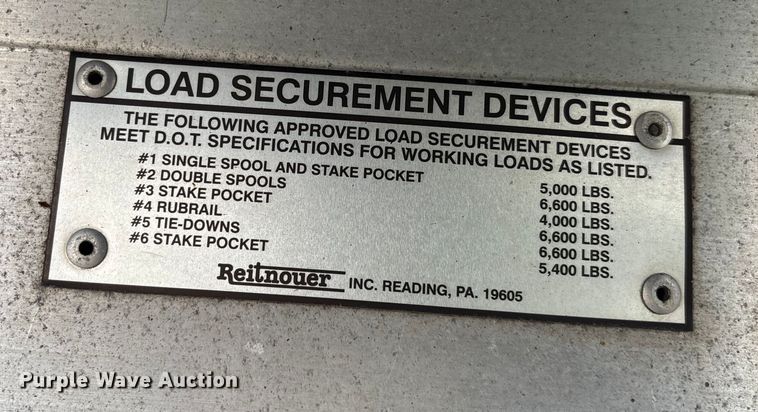 LOAD SECUREMENT DEVICES
THE FOLLOWING APPROVED LOAD SECUREMENT DEVICES
MEET D.O.T. SPECIFICATIONS FOR WORKING LOADS AS LISTED.
#1 SINGLE SPOOL AND STAKE POCKET 5,000 LBS.
#2 DOUBLE SPOOLS 6,600 LBS.
#3 STAKE POCKET 4,000 LBS.
#4 RUBRAIL 6,600 LBS.
#5 TIE-DOWNS 6,600 LBS.
#6 STAKE POCKET 5,400 LBS.
Reitnouer INC. READING, PA. 19605
Purple Wave Auction